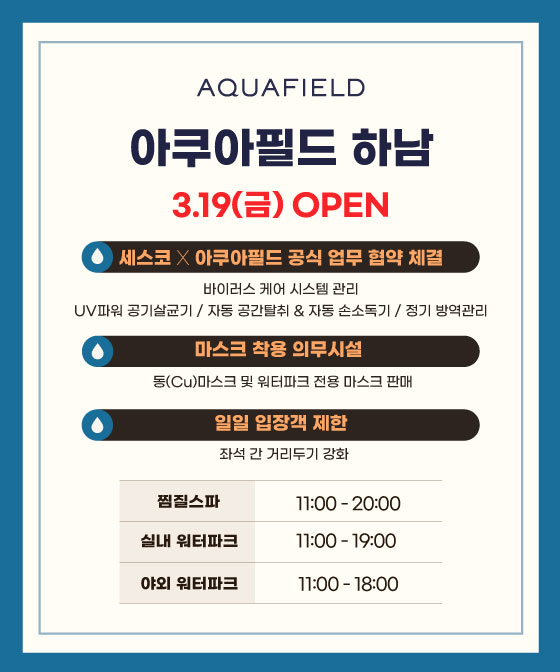 AQUAFIELD
아쿠아필드 하남
3.19(금) OPEN
세스코 X 아쿠아필드 공식 업무 협약 체결
바이러스 케어 시스템 관리
UV파워 공기살균기 / 자동 공간탈취 & 자동 손소독기 / 정기 방역관리
마스크 착용 의무시설
동(Cu)마스크 및 워터파크 전용 마스크 판매
일일 입장객 제한
좌석 간 거리두기 강화
찜질스파 11:00 - 20:00
실내 워터파크 11:00 - 19:00
야외 워터파크 11:00 - 18:00